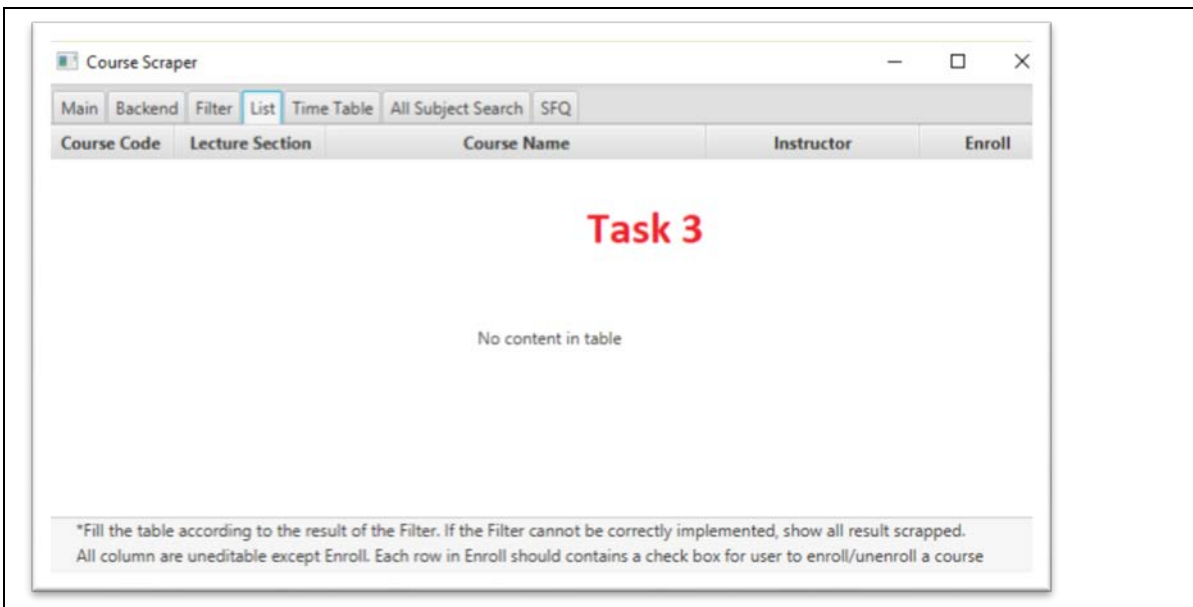 Course Scraper
Main Backend Filter List Time Table All Subject Search SFQ
Course Code Lecture Section Course Name Instructor Enroll
Task 3
No content in table
*Fill the table according to the result of the Filter. If the Filter cannot be correctly implemented, show all result scrapped.
All column are uneditable except Enroll. Each row in Enroll should contains a check box for user to enroll/unenroll a course